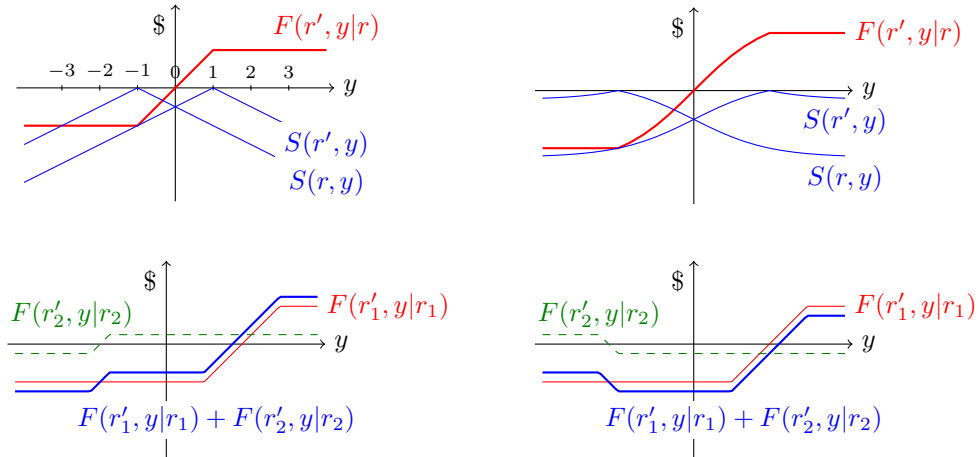 $
F(r′, y|r)
−3 −2 −1 0 1 2 3
y
S(r′, y)
S(r, y)
$
F(r′, y|r)
y
S(r′, y)
S(r, y)
$
F(r′₂, y|r₂)
F(r′₁, y|r₁)
y
F(r′₁, y|r₁) + F(r′₂, y|r₂)
$
F(r′₂, y|r₂)
F(r′₁, y|r₁)
y
F(r′₁, y|r₁) + F(r′₂, y|r₂)